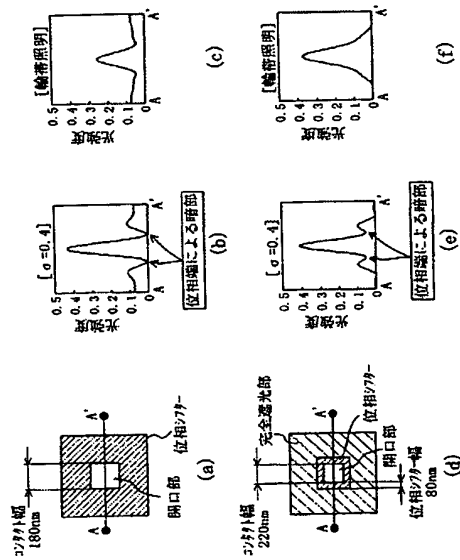 コンタクト幅
180nm
A
A'
開口部
位相シフター
(a)
[σ=0.4]
光強度
0.5
0.4
0.3
0.2
0.1
0
A
A'
位相端による暗部
(b)
[輪帯照明]
光強度
0.5
0.4
0.3
0.2
0.1
0
A
A'
(c)
コンタクト幅
220nm
完全遮光部
A
A'
位相シフター
開口部
位相シフター幅
80nm
(d)
[σ=0.4]
光強度
0.5
0.4
0.3
0.2
0.1
0
A
A'
位相端による暗部
(e)
[輪帯照明]
光強度
0.5
0.4
0.3
0.2
0.1
0
A
A'
(f)